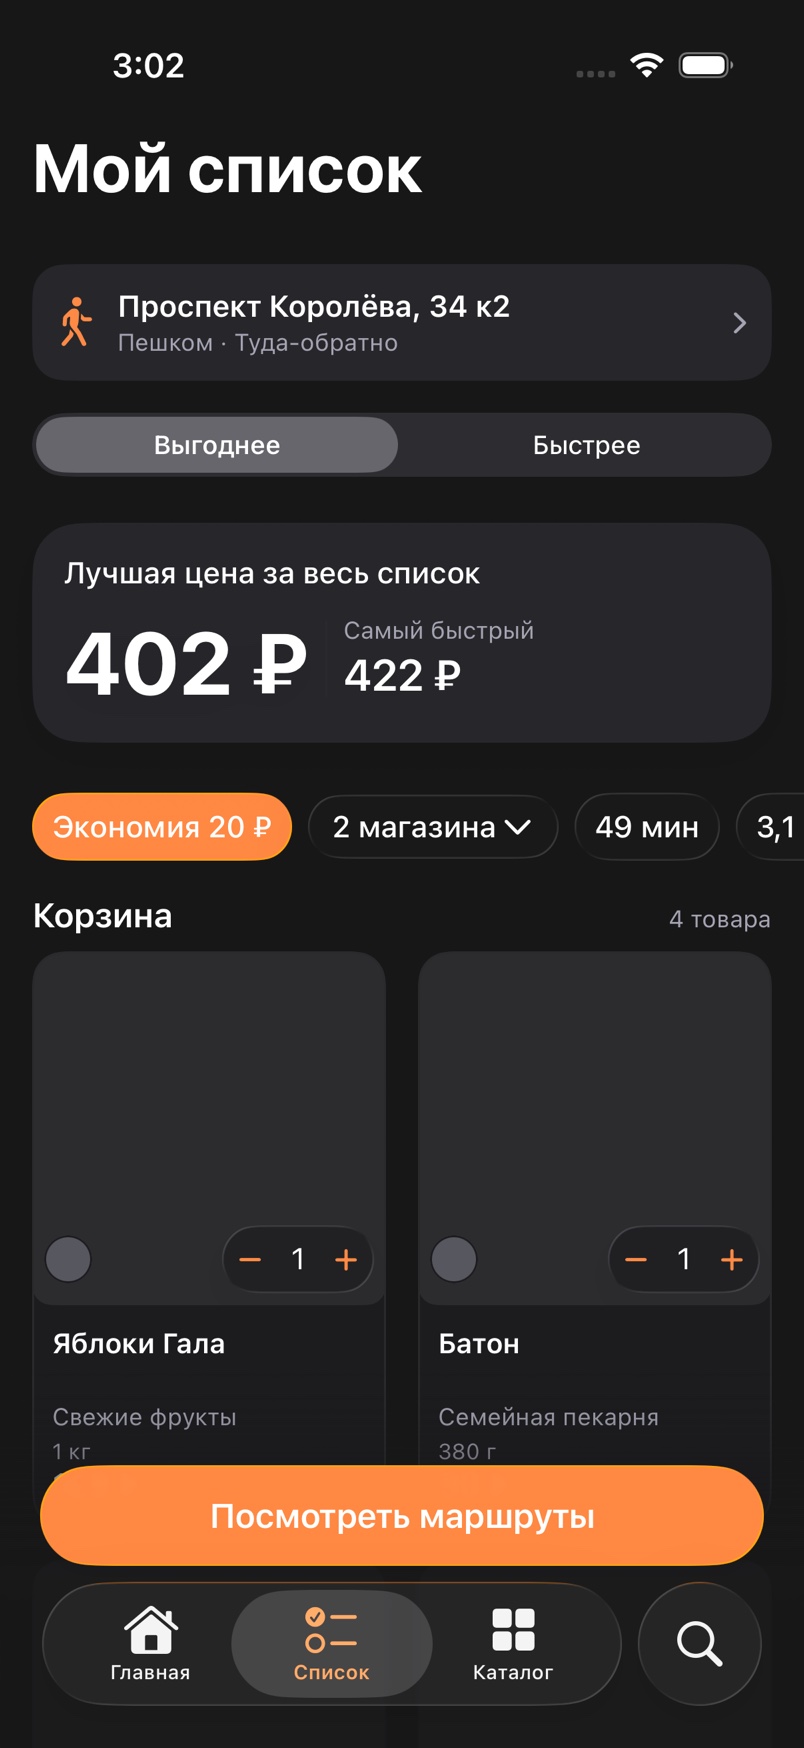 3:02
Мой список
Проспект Королёва, 34 к2
Пешком · Туда-обратно
Выгоднее
Быстрее
Лучшая цена за весь список
402 ₽
Самый быстрый
422 ₽
Экономия 20 ₽
2 магазина
49 мин
3,1
Корзина
4 товара
− 1 +
− 1 +
Яблоки Гала
Батон
Свежие фрукты
Семейная пекарня
1 кг
380 г
Посмотреть маршруты
Главная
Список
Каталог